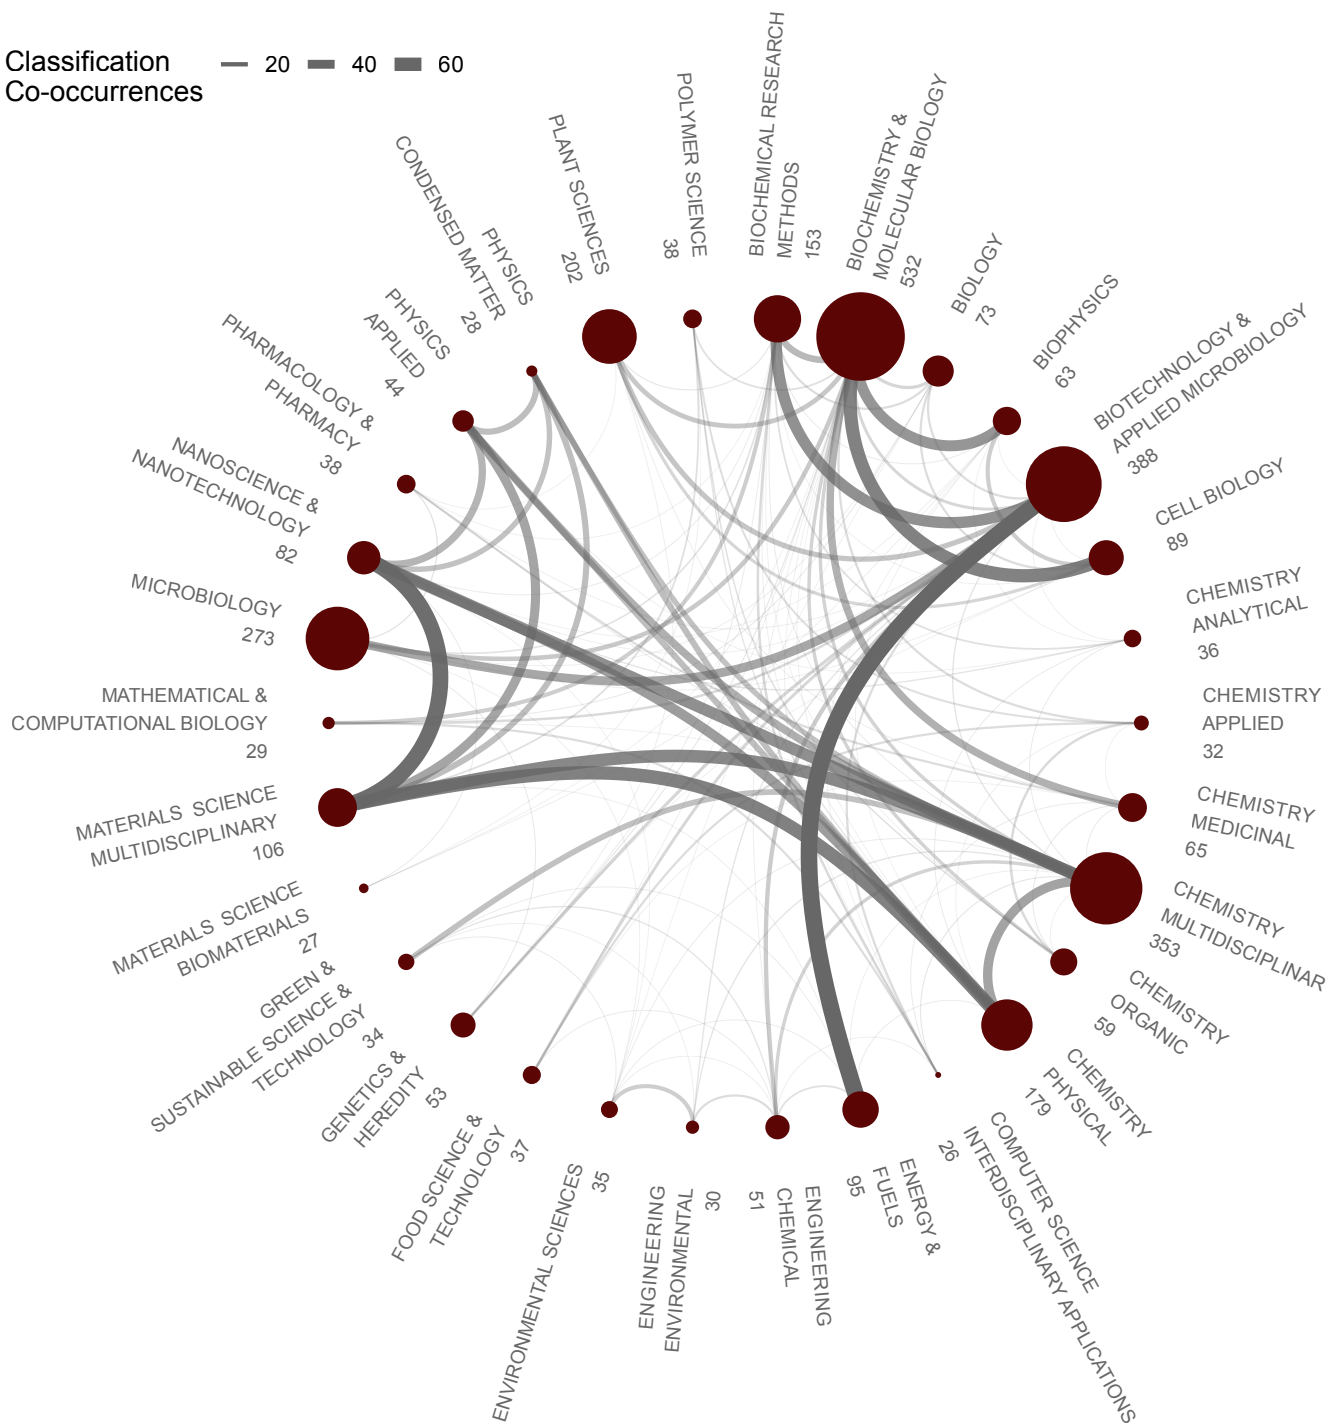 Classification
Co-occurrences
20
40
60
BIOCHEMICAL RESEARCH
METHODS
153
BIOCHEMISTRY &
MOLECULAR BIOLOGY
532
BIOLOGY
73
BIOPHYSICS
63
BIOTECHNOLOGY &
APPLIED MICROBIOLOGY
388
CELL BIOLOGY
89
CHEMISTRY
ANALYTICAL
36
CHEMISTRY
APPLIED
32
CHEMISTRY
MEDICINAL
65
CHEMISTRY
MULTIDISCIPLINAR
353
CHEMISTRY
ORGANIC
59
CHEMISTRY
PHYSICAL
179
COMPUTER SCIENCE
INTERDISCIPLINARY APPLICATIONS
26
ENERGY &
FUELS
95
ENGINEERING
CHEMICAL
51
ENGINEERING
ENVIRONMENTAL
30
ENVIRONMENTAL SCIENCES
35
FOOD SCIENCE &
TECHNOLOGY
37
GENETICS &
HEREDITY
53
GREEN &
SUSTAINABLE SCIENCE &
TECHNOLOGY
34
MATERIALS SCIENCE
BIOMATERIALS
27
MATERIALS SCIENCE
MULTIDISCIPLINARY
106
MATHEMATICAL &
COMPUTATIONAL BIOLOGY
29
MICROBIOLOGY
273
NANOSCIENCE &
NANOTECHNOLOGY
82
PHARMACOLOGY &
PHARMACY
38
PHYSICS
APPLIED
44
PHYSICS
CONDENSED MATTER
28
PLANT SCIENCES
202
POLYMER SCIENCE
38